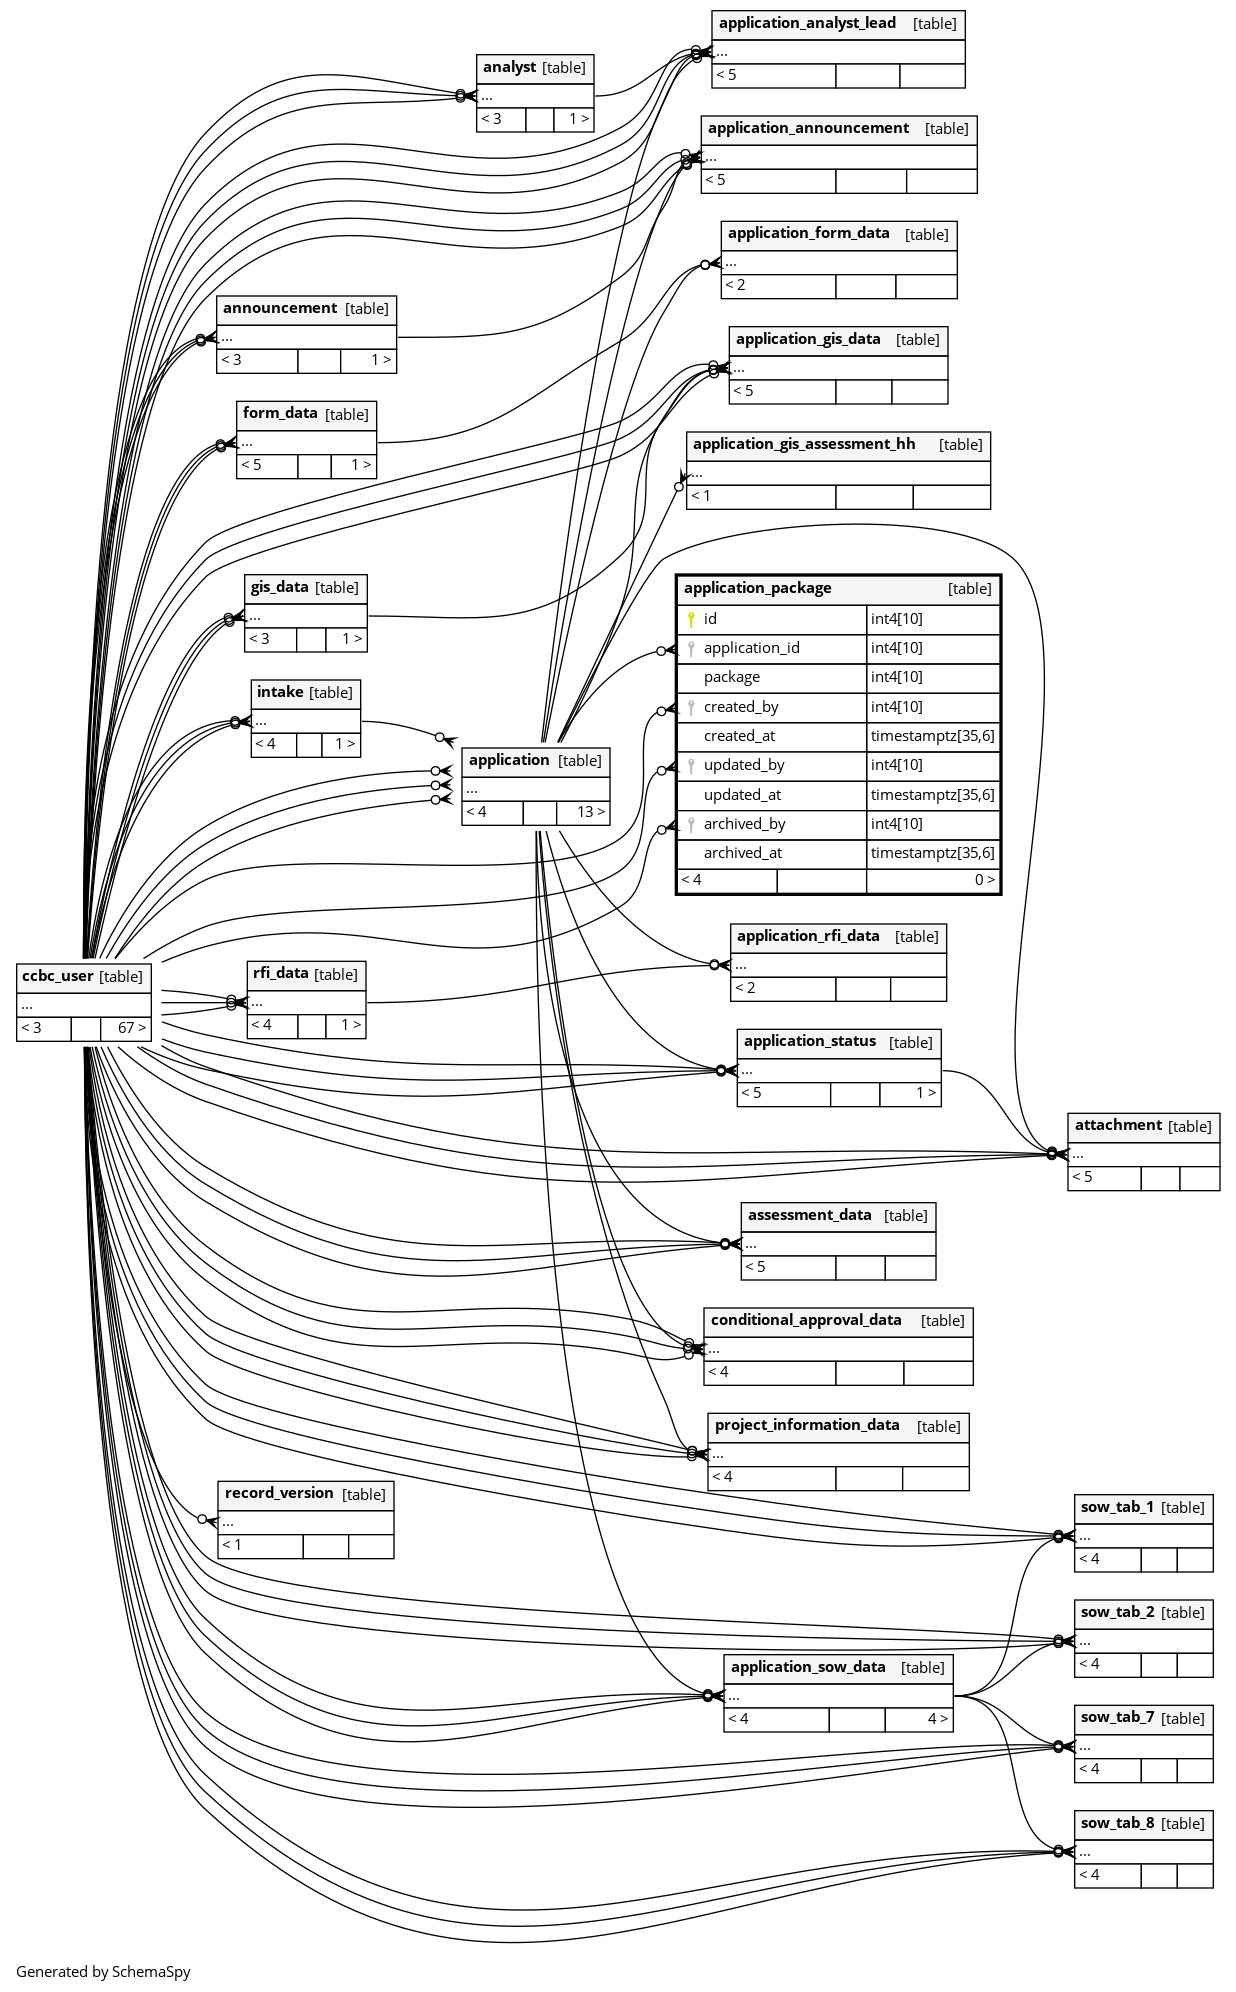 application_analyst_lead [table]
...
< 5
analyst [table]
...
< 3 1 >
application_announcement [table]
...
< 5
application_form_data [table]
...
< 2
announcement [table]
...
< 3 1 >
application_gis_data [table]
...
< 5
form_data [table]
...
< 5 1 >
application_gis_assessment_hh [table]
...
< 1
gis_data [table]
...
< 3 1 >
application_package [table]
id int4[10]
application_id int4[10]
package int4[10]
created_by int4[10]
created_at timestamptz[35,6]
updated_by int4[10]
updated_at timestamptz[35,6]
archived_by int4[10]
archived_at timestamptz[35,6]
< 4 0 >
intake [table]
...
< 4 1 >
application [table]
...
< 4 13 >
application_rfi_data [table]
...
< 2
ccbc_user [table]
...
< 3 67 >
rfi_data [table]
...
< 4 1 >
application_status [table]
...
< 5 1 >
attachment [table]
...
< 5
assessment_data [table]
...
< 5
conditional_approval_data [table]
...
< 4
project_information_data [table]
...
< 4
record_version [table]
...
< 1
sow_tab_1 [table]
...
< 4
sow_tab_2 [table]
...
< 4
application_sow_data [table]
...
< 4 4 >
sow_tab_7 [table]
...
< 4
sow_tab_8 [table]
...
< 4
Generated by SchemaSpy